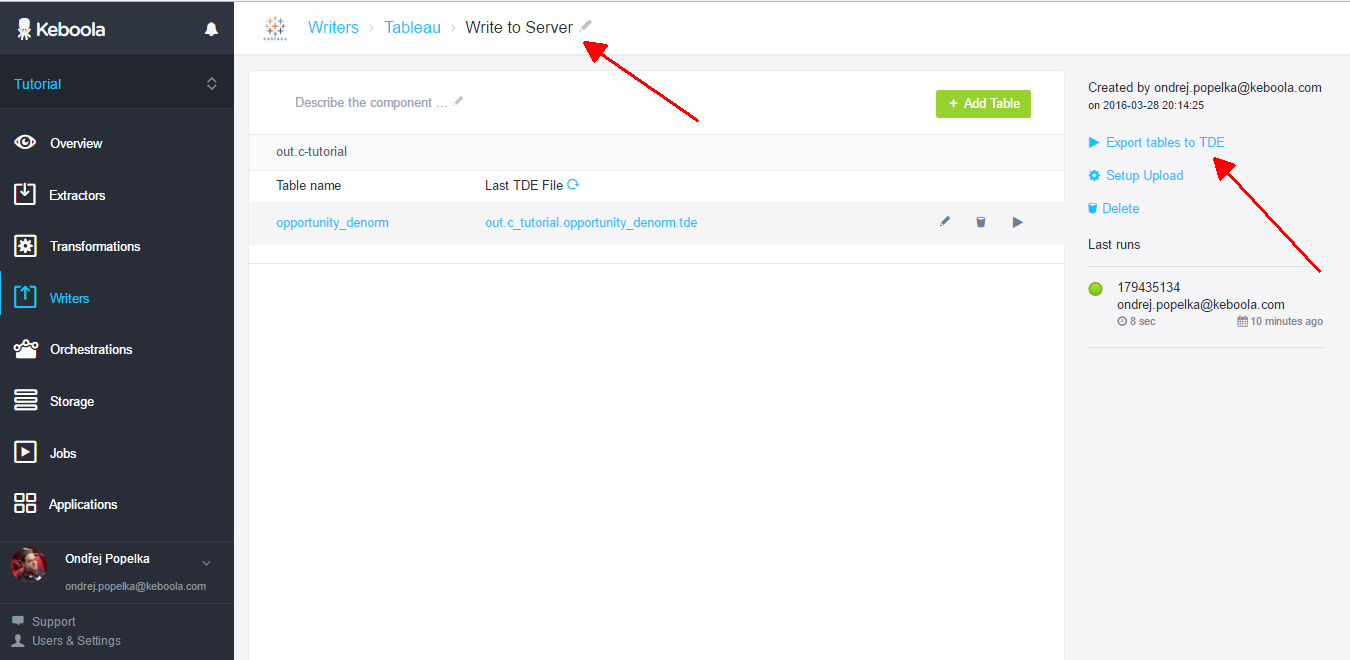 Keboola
Tutorial
Overview
Extractors
Transformations
Writers
Orchestrations
Storage
Jobs
Applications
Ondřej Popelka
ondrej.popelka@keboola.com
Support
Users & Settings
+ableau
Writers › Tableau › Write to Server
Describe the component ...
+ Add Table
out.c-tutorial
Table name Last TDE File
opportunity_denorm out.c_tutorial.opportunity_denorm.tde
Created by ondrej.popelka@keboola.com
on 2016-03-28 20:14:25
Export tables to TDE
Setup Upload
Delete
Last runs
179435134
ondrej.popelka@keboola.com
8 sec 10 minutes ago